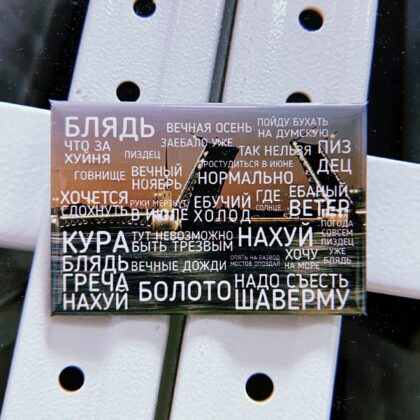 БЛЯДЬ
ЧТО ЗА
ХУЙНЯ
ВЕЧНАЯ ОСЕНЬ
ЗАЕБАЛО УЖЕ
ПИЗДЕЦ
ПОЙДУ БУХАТЬ
НА ДУМСКУЮ
ТАК НЕЛЬЗЯ
ПИЗ
ДЕЦ
ПРОСТУДИТЬСЯ В ИЮНЕ
НОРМАЛЬНО
ГОВНИЩЕ
ВЕЧНЫЙ
НОЯБРЬ
ХОЧЕТСЯ
СДОХНУТЬ
РУКИ МЕРЗНУТ
ЕБУЧИЙ
В ИЮЛЕ ХОЛОД
ГДЕ
СОЛНЦЕ
ЕБАНЫЙ
ВЕТЕР
ПОГОДА
СОВСЕМ
ПИЗДЕЦ
УЖЕ
БЛЯДЬ
КУРА
БЛЯДЬ
ГРЕЧА
НАХУЙ
ТУТ НЕВОЗМОЖНО
БЫТЬ ТРЕЗВЫМ
ВЕЧНЫЕ ДОЖДИ
НАХУЙ
ОПЯТЬ НА РАЗВОД
МОСТОВ ОПОЗДАЛ
ХОЧУ
НА МОРЕ
БОЛОТО
НАДО СЪЕСТЬ
ШАВЕРМУ